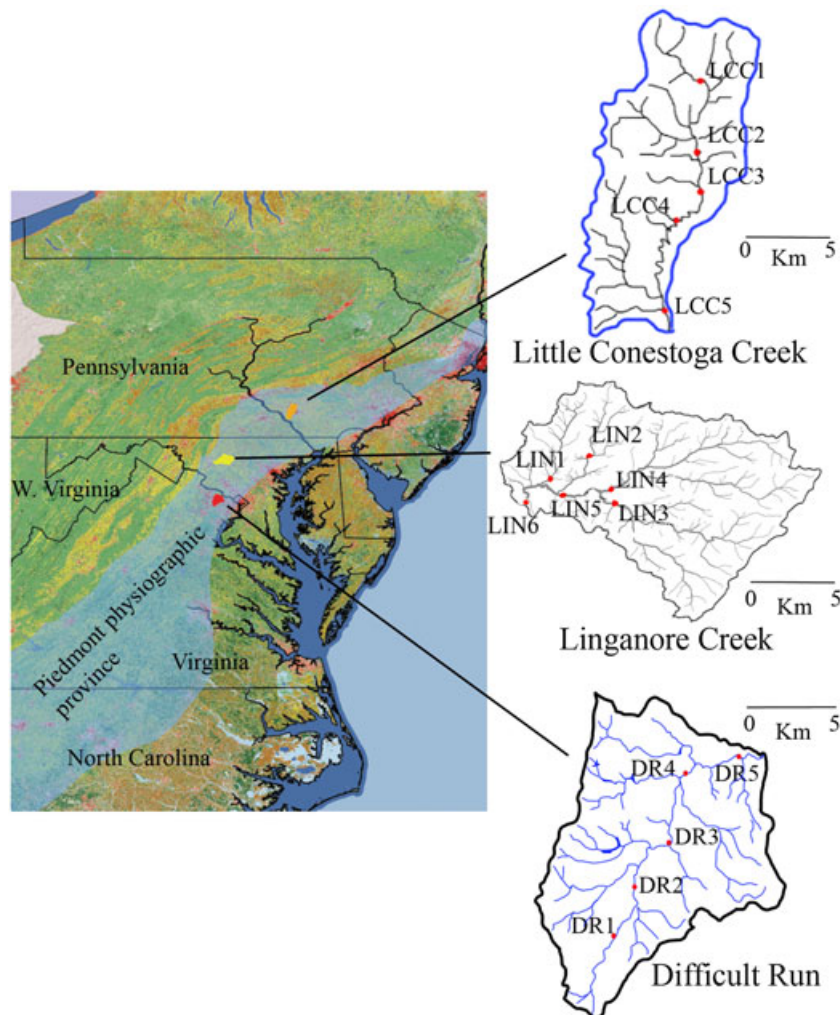 LCC1
LCC2
LCC3
LCC4
0 5
Km
LCC5
Little Conestoga Creek
Pennsylvania
W. Virginia
Piedmont physiographic
province
Virginia
North Carolina
LIN2
LIN1
LIN4
LIN5
LIN3
LIN6
0 5
Km
Linganore Creek
0 5
Km
DR4
DR5
DR3
DR2
DR1
Difficult Run